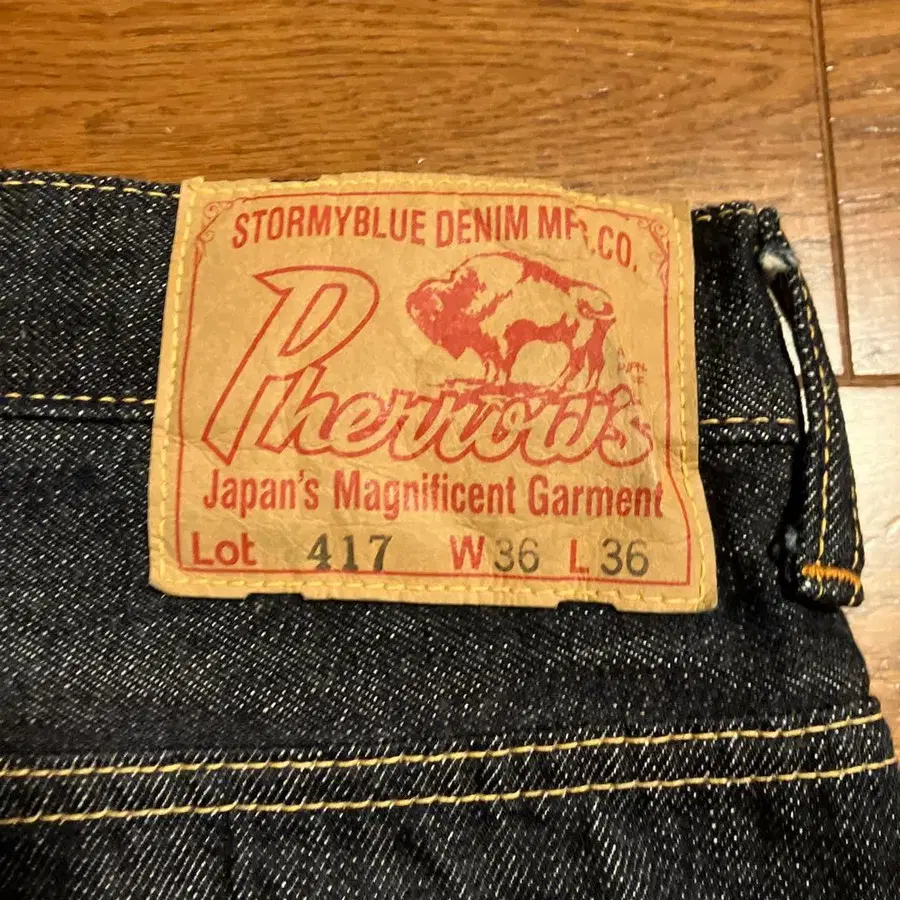 STORMYBLUE DENIM MFG.CO.
Pherrow's
Japan's Magnificent Garment
Lot 417 W36 L36